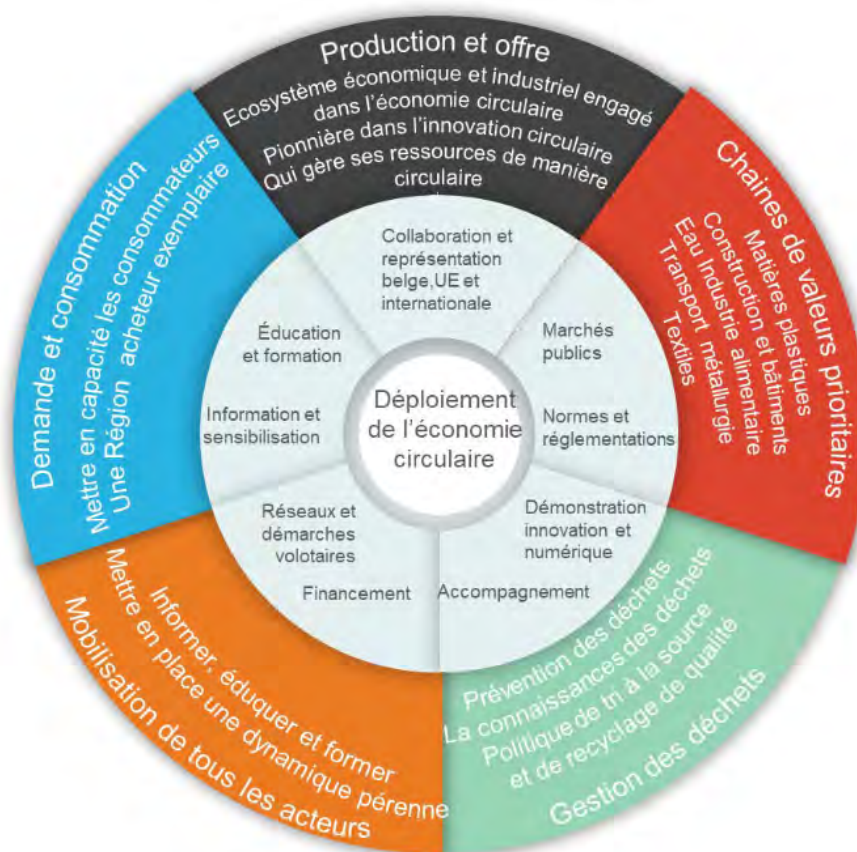 Production et offre
Ecosystème économique et industriel engagé
dans l'économie circulaire
Pionnière dans l'innovation circulaire
Qui gère ses ressources de manière
circulaire
Chaines de valeurs prioritaires
Matières plastiques
Construction et bâtiments
Eau Industrie alimentaire
Transport métallurgie
Textiles
Prévention des déchets
La connaissances des déchets
Politique de tri à la source
et de recyclage de qualité
Gestion des déchets
Informer, éduquer et former
Mettre en place une dynamique pérenne
Mobilisation de tous les acteurs
Demande et consommation
Mettre en capacité les consommateurs
Une Région acheteur exemplaire
Collaboration et
représentation
belge,UE et
internationale
Marchés
publics
Normes et
réglementations
Démonstration
innovation et
numérique
Accompagnement
Financement
Réseaux et
démarches
volotaires
Information et
sensibilisation
Éducation
et formation
Déploiement
de l'économie
circulaire